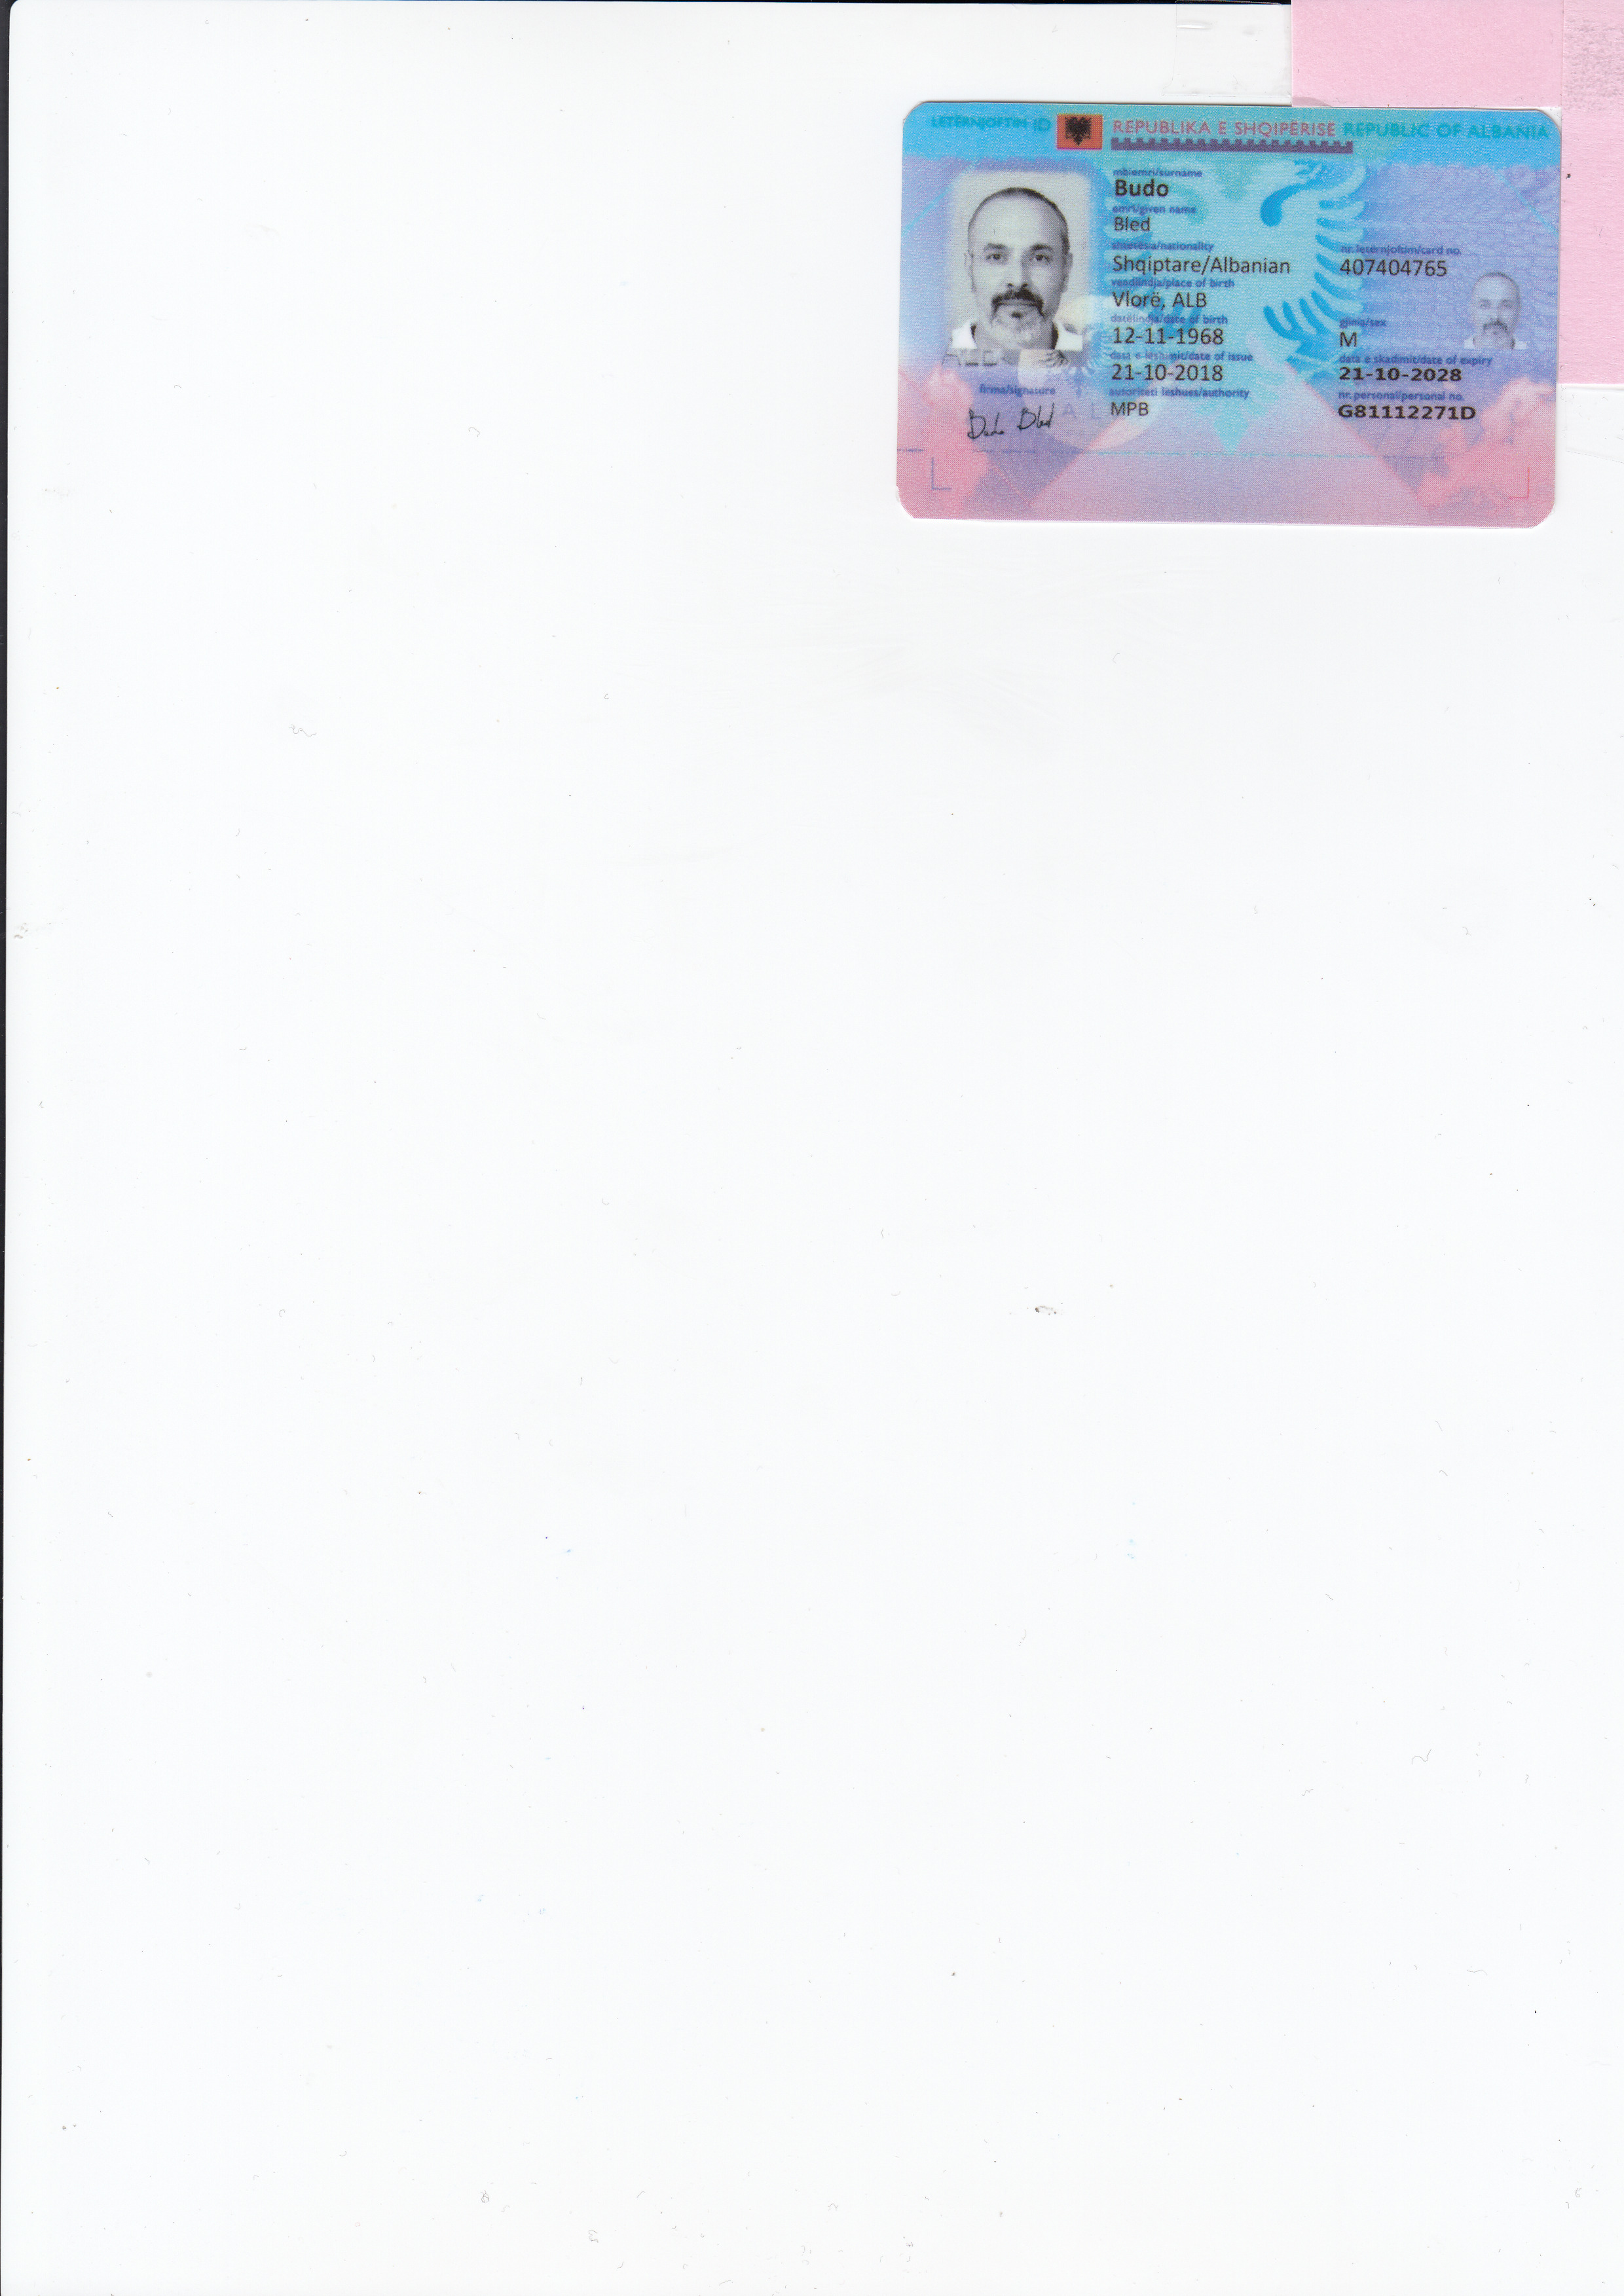 LETËRNJOFTIM ID REPUBLIKA E SHQIPËRISË REPUBLIC OF ALBANIA
mbiemri/surname
Budo
emri/given name
Bled
shtetësia/nationality
Shqiptare/Albanian
nr. letërnjoftim/card no.
407404765
vendlindja/place of birth
Vlorë, ALB
datëlindja/date of birth
12-11-1968
gjinia/sex
M
data e lëshimit/date of issue
21-10-2018
data e skadimit/date of expiry
21-10-2028
autoriteti lëshues/authority
MPB
nr. personal/personal no.
G81112271D
firma/signature
Budo Bled